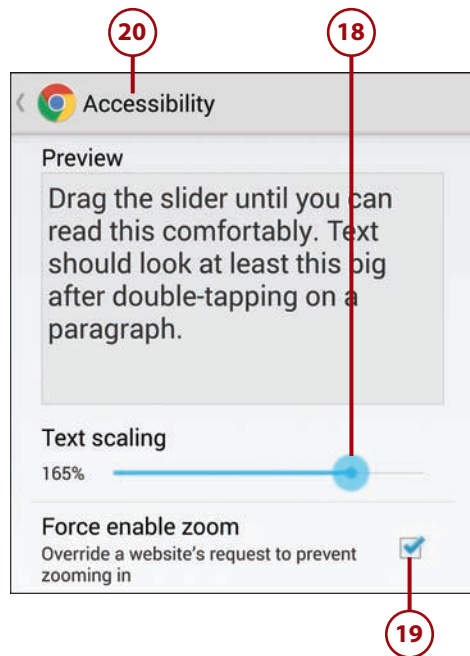 20 18
Accessibility
Preview
Drag the slider until you can
read this comfortably. Text
should look at least this big
after double-tapping on a
paragraph.
Text scaling
165%
Force enable zoom
Override a website's request to prevent
zooming in
19